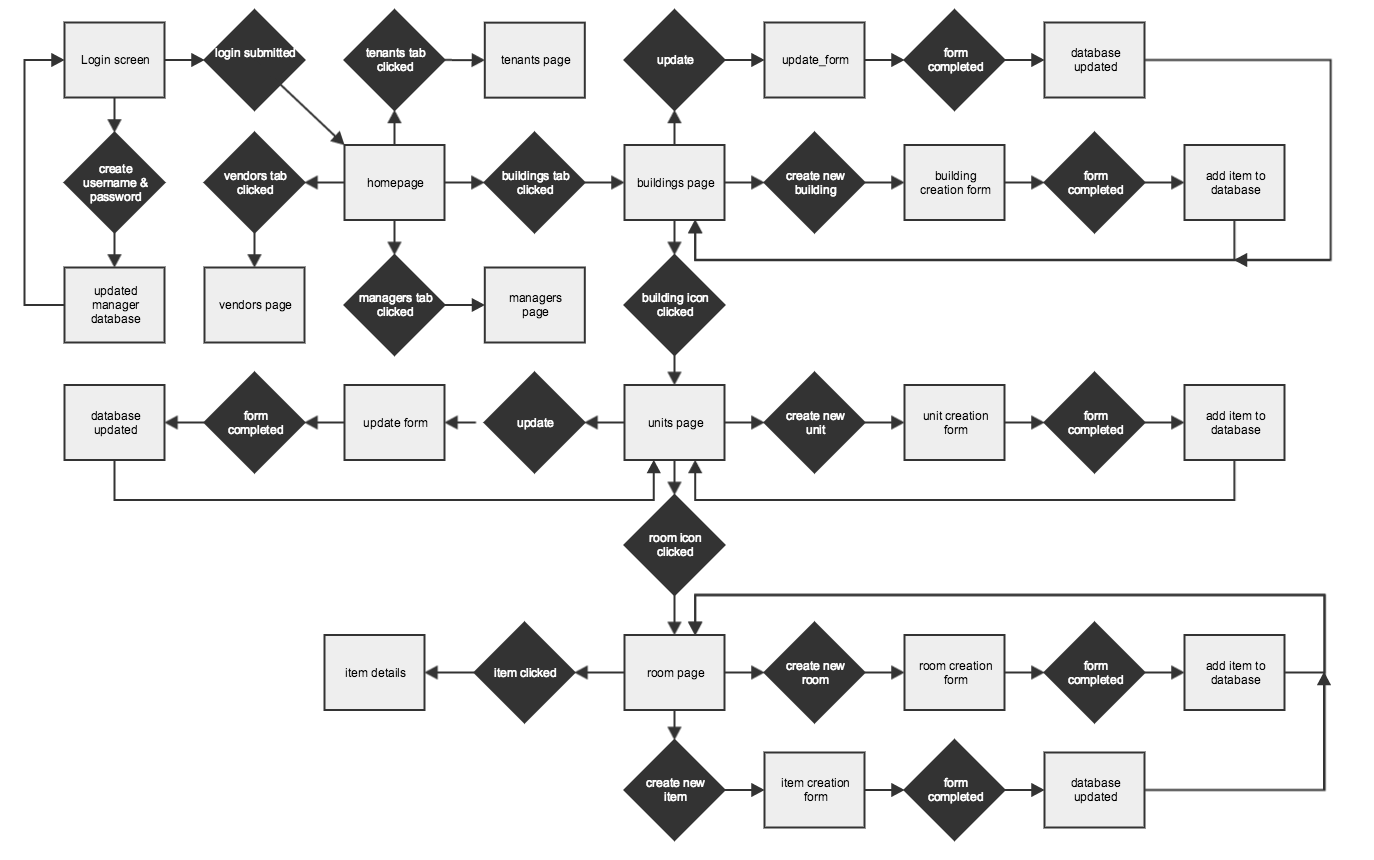 Login screen
login submitted
tenants tab
clicked
tenants page
update
update_form
form
completed
database
updated
create
username &
password
vendors tab
clicked
homepage
buildings tab
clicked
buildings page
create new
building
building
creation form
form
completed
add item to
database
updated
manager
database
vendors page
managers tab
clicked
managers
page
building icon
clicked
database
updated
form
completed
update form
update
units page
create new
unit
unit creation
form
form
completed
add item to
database
room icon
clicked
item details
item clicked
room page
create new
room
room creation
form
form
completed
add item to
database
create new
item
item creation
form
form
completed
database
updated